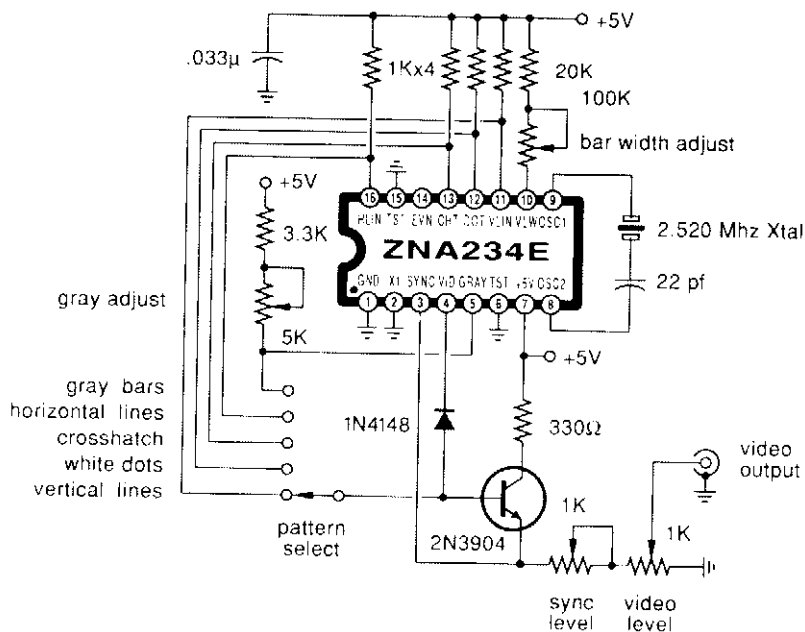 +5V
.033µ
1Kx4
20K
100K
bar width adjust
+5V
16 15 14 13 12 11 10 9
HLIN TST EVN CHT DOT VLIN VLW OSC1
3.3K
ZNA234E
2.520 Mhz Xtal
GND X1 SYNC VID GRAY TST +5V OSC2
22 pf
gray adjust
1 2 3 4 5 6 7 8
5K
+5V
gray bars
horizontal lines
crosshatch
white dots
vertical lines
1N4148
330Ω
video
output
pattern
select
2N3904
1K
1K
sync
level
video
level